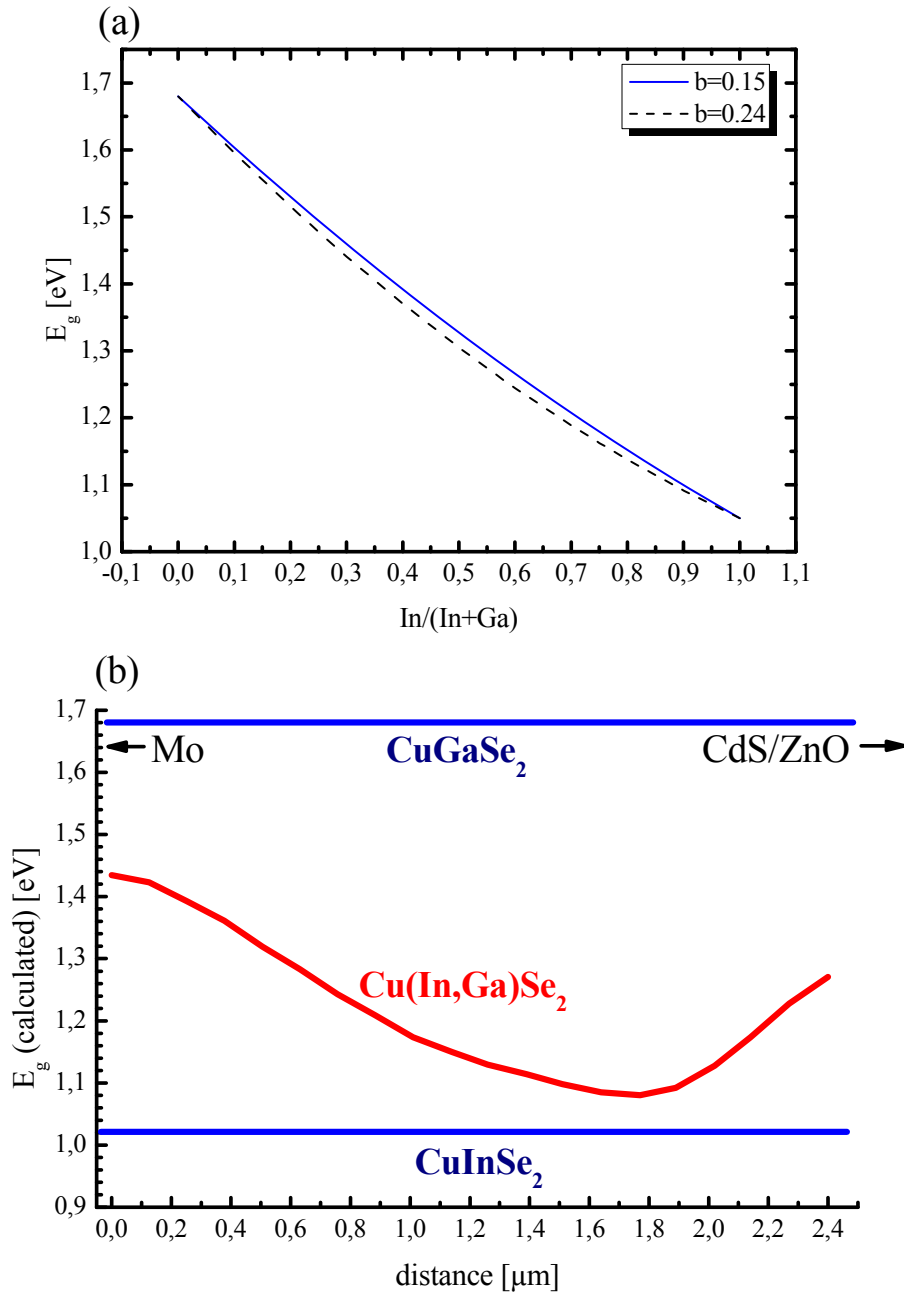 (a)
b=0.15
b=0.24
E_g [eV]
1,7
1,6
1,5
1,4
1,3
1,2
1,1
1,0
-0,1 0,0 0,1 0,2 0,3 0,4 0,5 0,6 0,7 0,8 0,9 1,0 1,1
In/(In+Ga)
(b)
E_g (calculated) [eV]
1,7
1,6
1,5
1,4
1,3
1,2
1,1
1,0
0,9
Mo
CuGaSe₂
CdS/ZnO
Cu(In,Ga)Se₂
CuInSe₂
0,0 0,2 0,4 0,6 0,8 1,0 1,2 1,4 1,6 1,8 2,0 2,2 2,4
distance [μm]